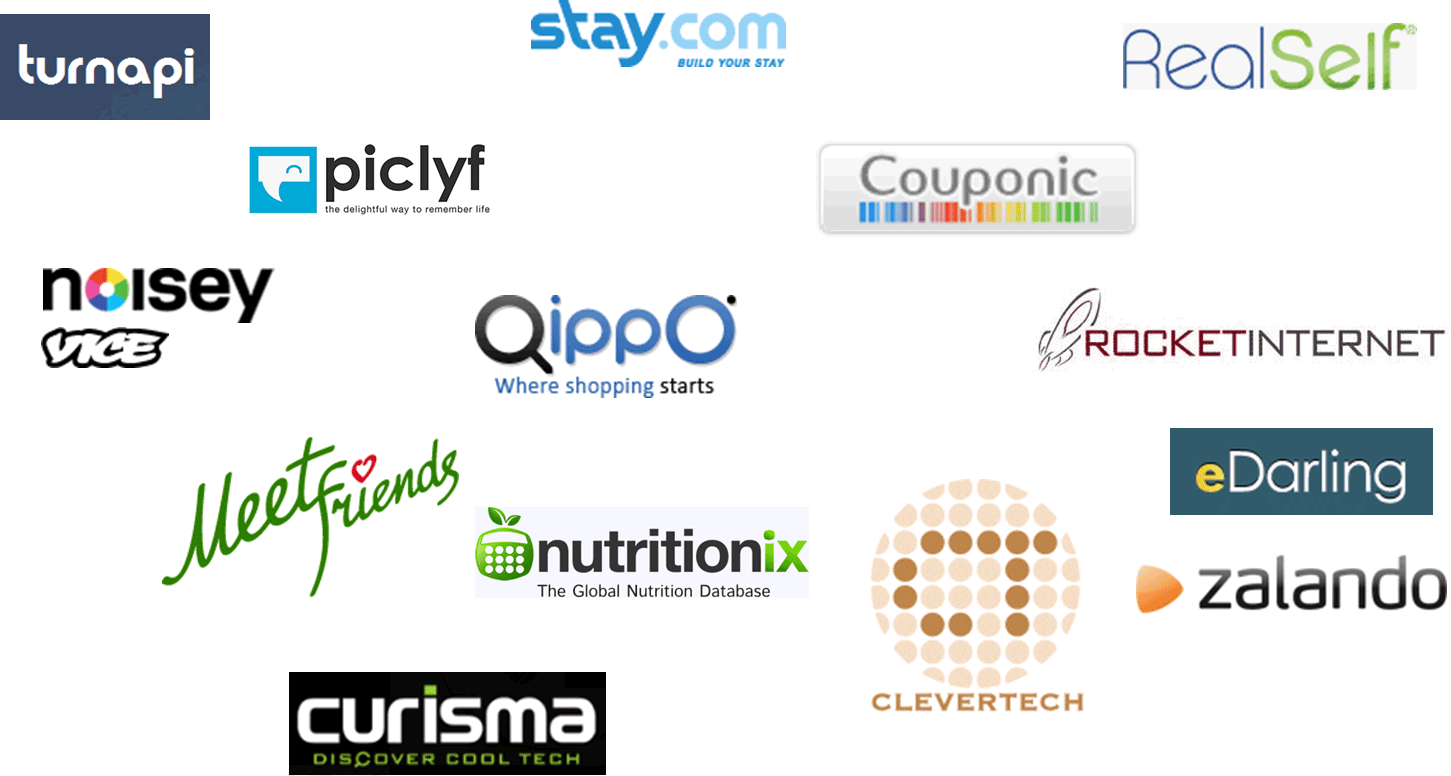 stay.com
BUILD YOUR STAY
turnapi
RealSelf®
piclyf
the delightful way to remember life
Couponic
noisey
VICE
QippO
Where shopping starts
ROCKETINTERNET
MeetFriends
eDarling
nutritionix
The Global Nutrition Database
zalando
CT
CLEVERTECH
curisma
DISCOVER COOL TECH